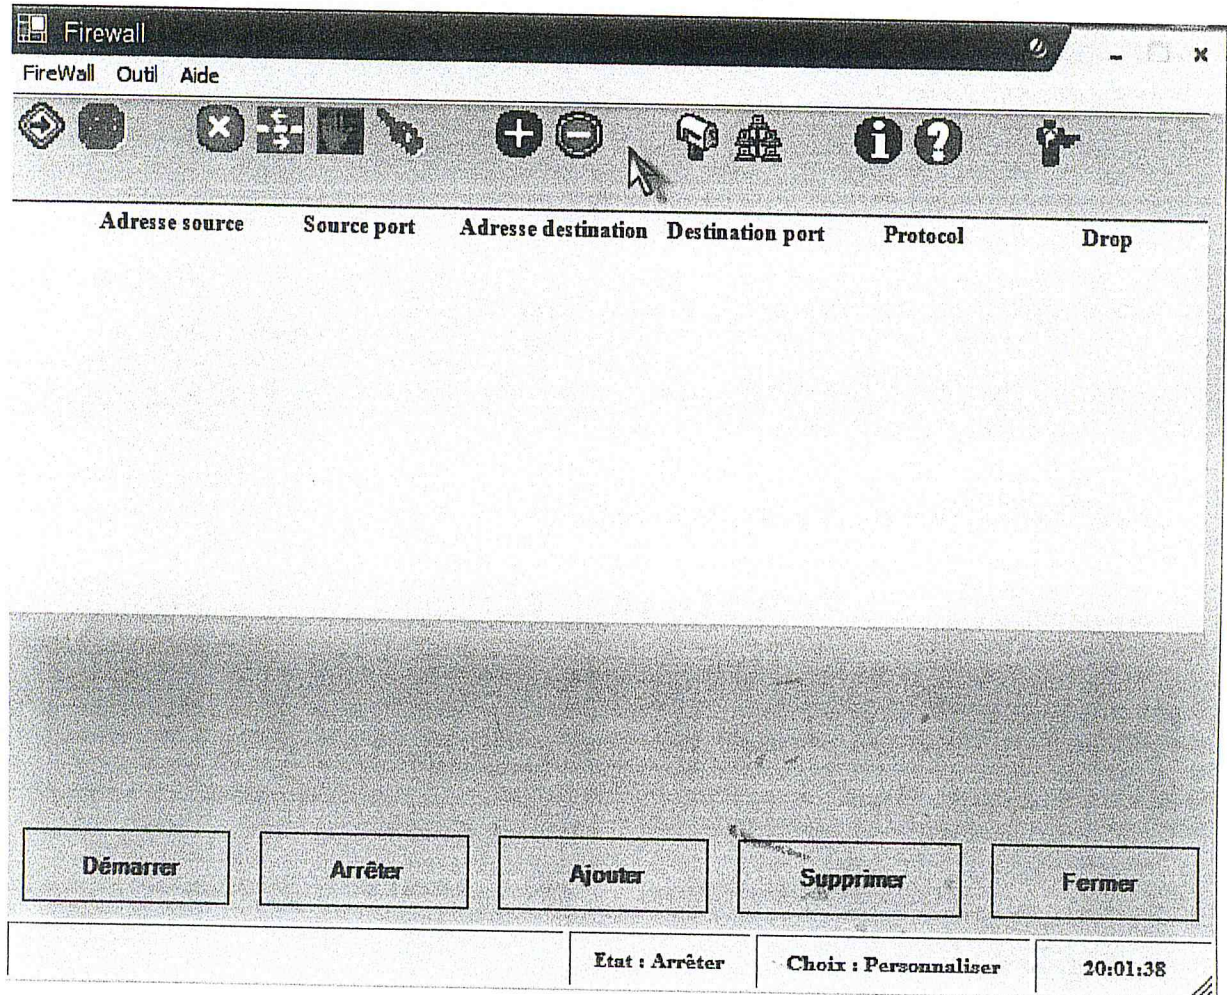 Firewall
FireWall Outil Aide
Adresse source Source port Adresse destination Destination port Protocol Drop
Démarrer Arrêter Ajouter Supprimer Fermer
Etat : Arrêter Choix : Personnaliser 20:01:38